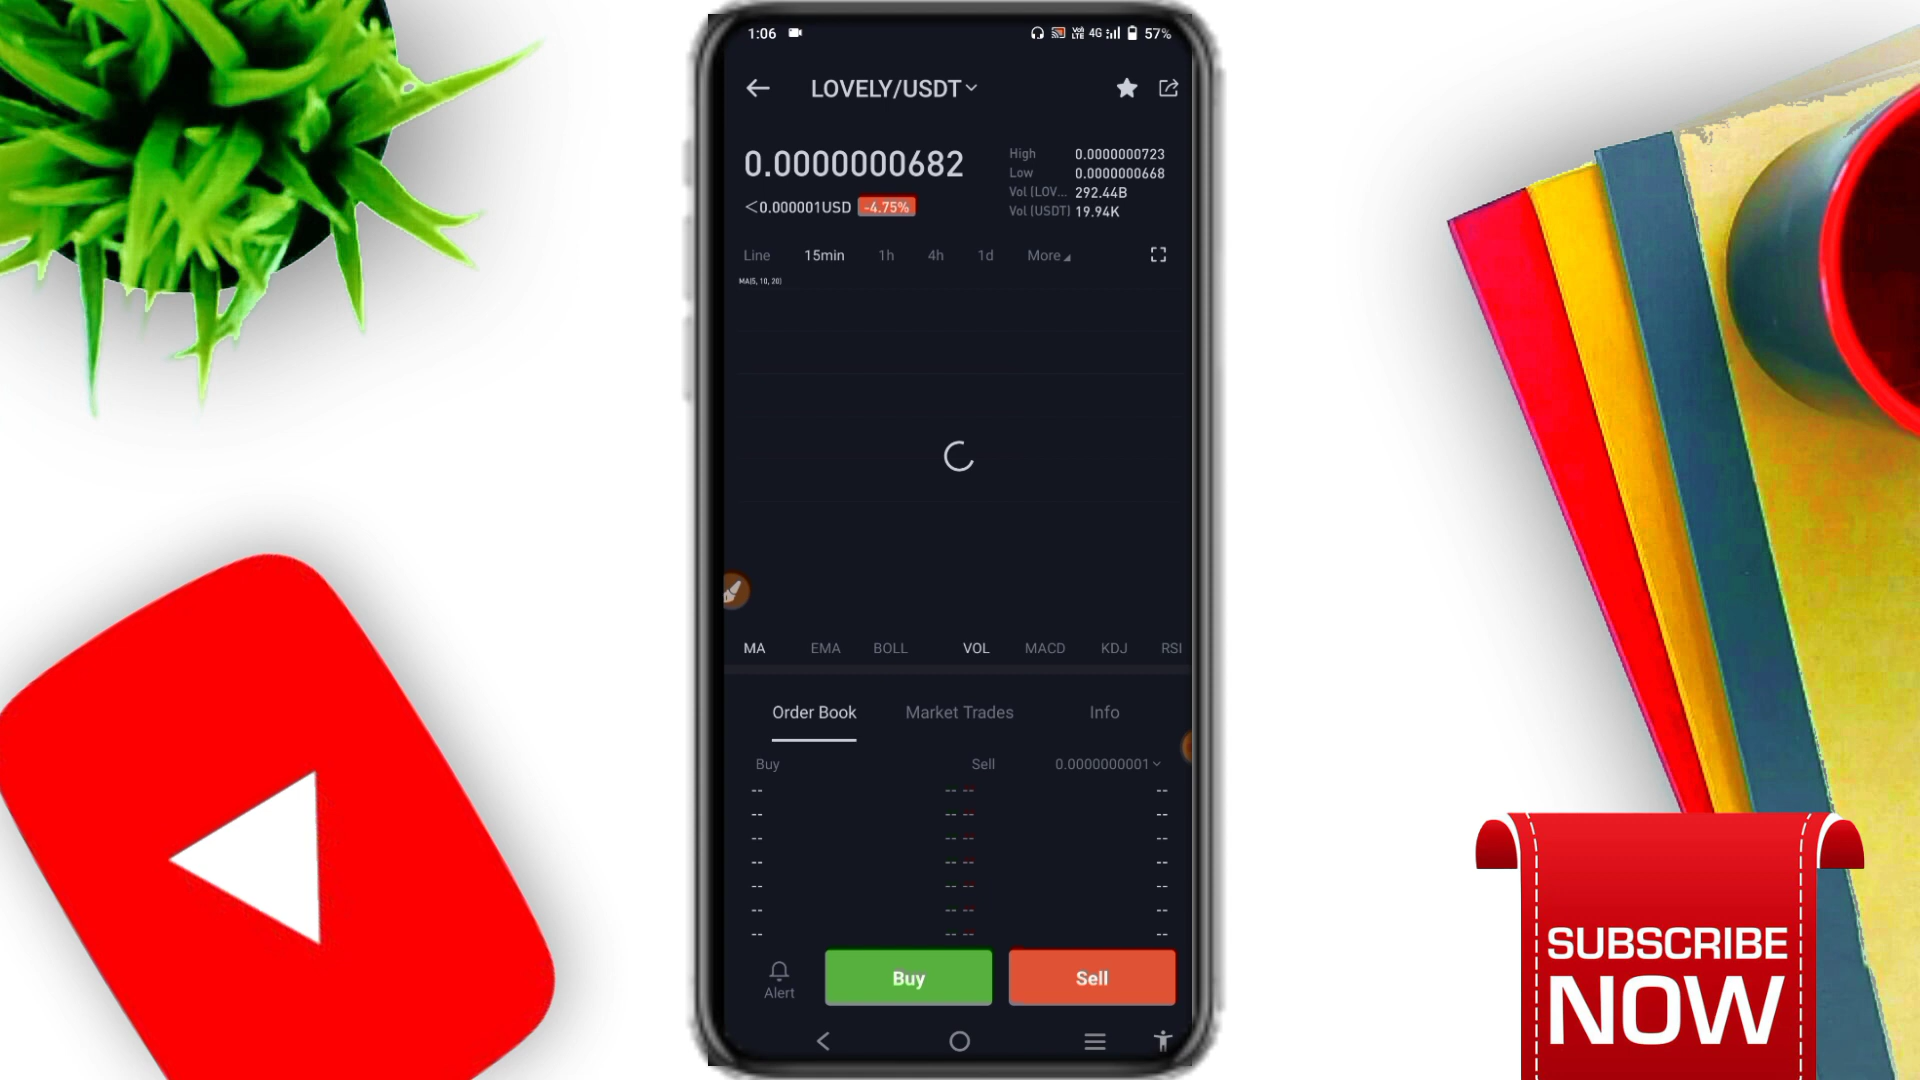 1:06 4G 57%
LOVELY/USDT
0.0000000682
High 0.0000000723
Low 0.0000000668
Vol (LOV... 292.44B
Vol (USDT) 19.94K
<0.000001USD -4.75%
Line 15min 1h 4h 1d More
MA(5, 10, 20)
MA EMA BOLL VOL MACD KDJ RSI
Order Book Market Trades Info
Buy Sell 0.0000000001
-- -- -- --
-- -- -- --
-- -- -- --
-- -- -- --
-- -- -- --
-- -- -- --
-- -- -- --
Alert Buy Sell
SUBSCRIBE
NOW